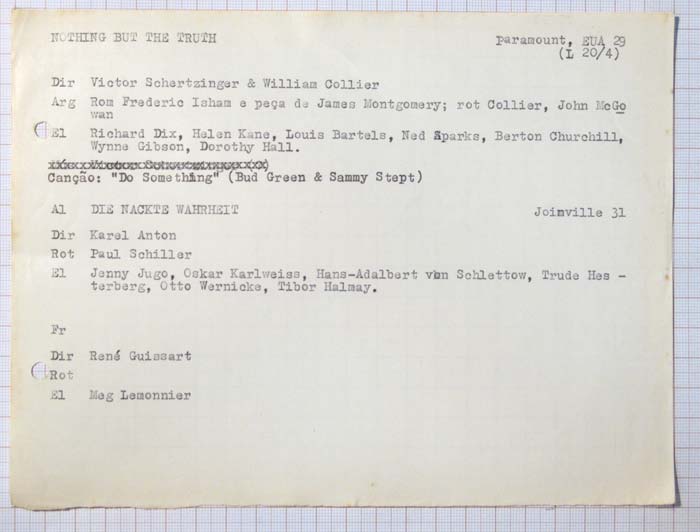 NOTHING BUT THE TRUTH paramount, EUA 29
(L 20/4)
Dir Victor Schertzinger & William Collier
Arg Rom Frederic Isham e peça de James Montgomery; rot Collier, John McGo
wan
El Richard Dix, Helen Kane, Louis Bartels, Ned Sparks, Berton Churchill,
Wynne Gibson, Dorothy Hall.
Canção: "Do Something" (Bud Green & Sammy Stept)
Al DIE NACKTE WAHRHEIT Joinville 31
Dir Karel Anton
Rot Paul Schiller
El Jenny Jugo, Oskar Karlweiss, Hans-Adalbert von Schlettow, Trude Hes -
terberg, Otto Wernicke, Tibor Halmay.
Fr
Dir René Guissart
Rot
El Meg Lemonnier